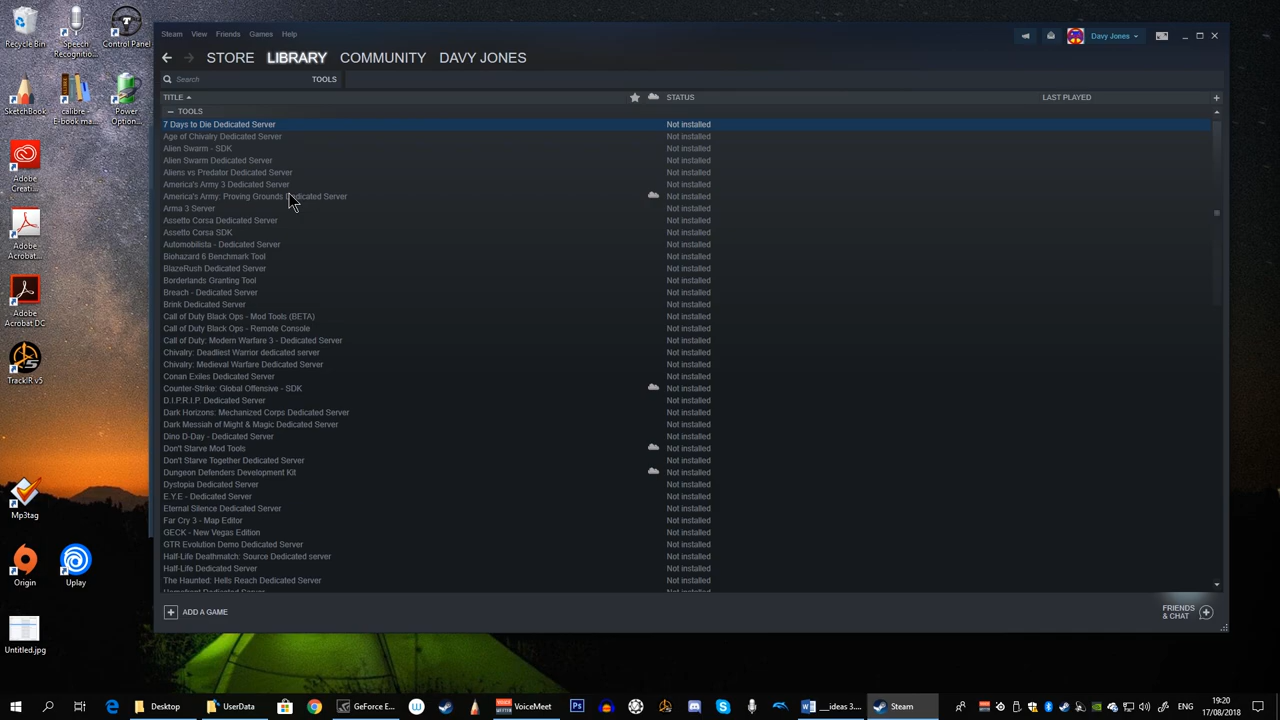 Recycle Bin
Speech
Recognitio...
Control Panel
SketchBook
calibre -
E-book ma...
Power
Option...
Adobe
Creati...
Adobe
Acrobat...
Adobe
Acrobat DC
TrackIR v5
Mp3tag
Origin
Uplay
Untitled.jpg
Steam View Friends Games Help
Davy Jones
STORE LIBRARY COMMUNITY DAVY JONES
Search TOOLS
TITLE STATUS LAST PLAYED
TOOLS
7 Days to Die Dedicated Server Not installed
Age of Chivalry Dedicated Server Not installed
Alien Swarm - SDK Not installed
Alien Swarm Dedicated Server Not installed
Aliens vs Predator Dedicated Server Not installed
America's Army 3 Dedicated Server Not installed
America's Army: Proving Grounds Dedicated Server Not installed
Arma 3 Server Not installed
Assetto Corsa Dedicated Server Not installed
Assetto Corsa SDK Not installed
Automobilista - Dedicated Server Not installed
Biohazard 6 Benchmark Tool Not installed
BlazeRush Dedicated Server Not installed
Borderlands Granting Tool Not installed
Breach - Dedicated Server Not installed
Brink Dedicated Server Not installed
Call of Duty Black Ops - Mod Tools (BETA) Not installed
Call of Duty Black Ops - Remote Console Not installed
Call of Duty: Modern Warfare 3 - Dedicated Server Not installed
Chivalry: Deadliest Warrior dedicated server Not installed
Chivalry: Medieval Warfare Dedicated Server Not installed
Conan Exiles Dedicated Server Not installed
Counter-Strike: Global Offensive - SDK Not installed
D.I.P.R.I.P. Dedicated Server Not installed
Dark Horizons: Mechanized Corps Dedicated Server Not installed
Dark Messiah of Might & Magic Dedicated Server Not installed
Dino D-Day - Dedicated Server Not installed
Don't Starve Mod Tools Not installed
Don't Starve Together Dedicated Server Not installed
Dungeon Defenders Development Kit Not installed
Dystopia Dedicated Server Not installed
E.Y.E - Dedicated Server Not installed
Eternal Silence Dedicated Server Not installed
Far Cry 3 - Map Editor Not installed
GECK - New Vegas Edition Not installed
GTR Evolution Demo Dedicated Server Not installed
Half-Life Deathmatch: Source Dedicated server Not installed
Half-Life Dedicated Server Not installed
The Haunted: Hells Reach Dedicated Server Not installed
ADD A GAME
FRIENDS
& CHAT
Desktop UserData GeForce E... VoiceMeet __ideas 3.... Steam ENG 19:20
17/08/2018